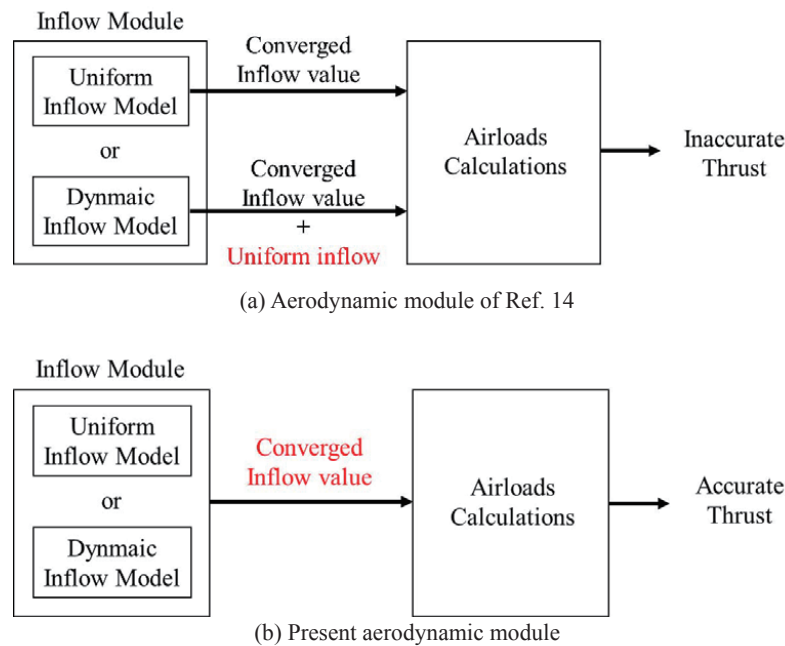 Inflow Module
Uniform
Inflow Model
or
Dynmaic
Inflow Model
Converged
Inflow value
Converged
Inflow value
+
Uniform inflow
Airloads
Calculations
Inaccurate
Thrust
(a) Aerodynamic module of Ref. 14
Inflow Module
Uniform
Inflow Model
or
Dynmaic
Inflow Model
Converged
Inflow value
Airloads
Calculations
Accurate
Thrust
(b) Present aerodynamic module